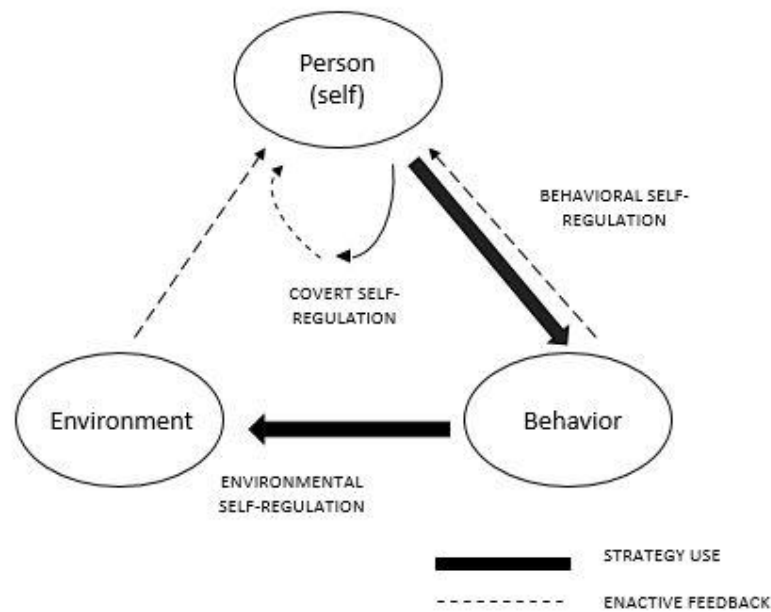 Person
(self)
BEHAVIORAL SELF-
REGULATION
COVERT SELF-
REGULATION
Environment
Behavior
ENVIRONMENTAL
SELF-REGULATION
STRATEGY USE
ENACTIVE FEEDBACK